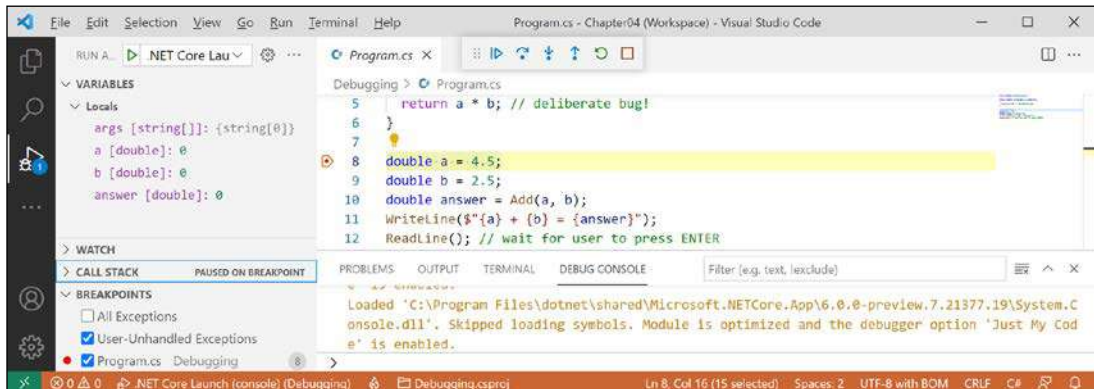 File Edit Selection View Go Run Terminal Help Program.cs - Chapter04 (Workspace) - Visual Studio Code
RUN A... .NET Core Lau
Program.cs
VARIABLES
Locals
args [string[]]: {string[0]}
a [double]: 0
b [double]: 0
answer [double]: 0
WATCH
CALL STACK PAUSED ON BREAKPOINT
BREAKPOINTS
All Exceptions
User-Unhandled Exceptions
Program.cs Debugging 8
Debugging > Program.cs
5 return a * b; // deliberate bug!
6 }
7
8 double a = 4.5;
9 double b = 2.5;
10 double answer = Add(a, b);
11 WriteLine($"{a} + {b} = {answer}");
12 ReadLine(); // wait for user to press ENTER
PROBLEMS OUTPUT TERMINAL DEBUG CONSOLE Filter (e.g. text, !exclude)
e' is enabled.
Loaded 'C:\Program Files\dotnet\shared\Microsoft.NETCore.App\6.0.0-preview.7.21377.19\System.C
onsole.dll'. Skipped loading symbols. Module is optimized and the debugger option 'Just My Cod
e' is enabled.
>
0 0 .NET Core Launch (console) (Debugging) Debugging.csproj Ln 8, Col 16 (15 selected) Spaces: 2 UTF-8 with BOM CRLF C#